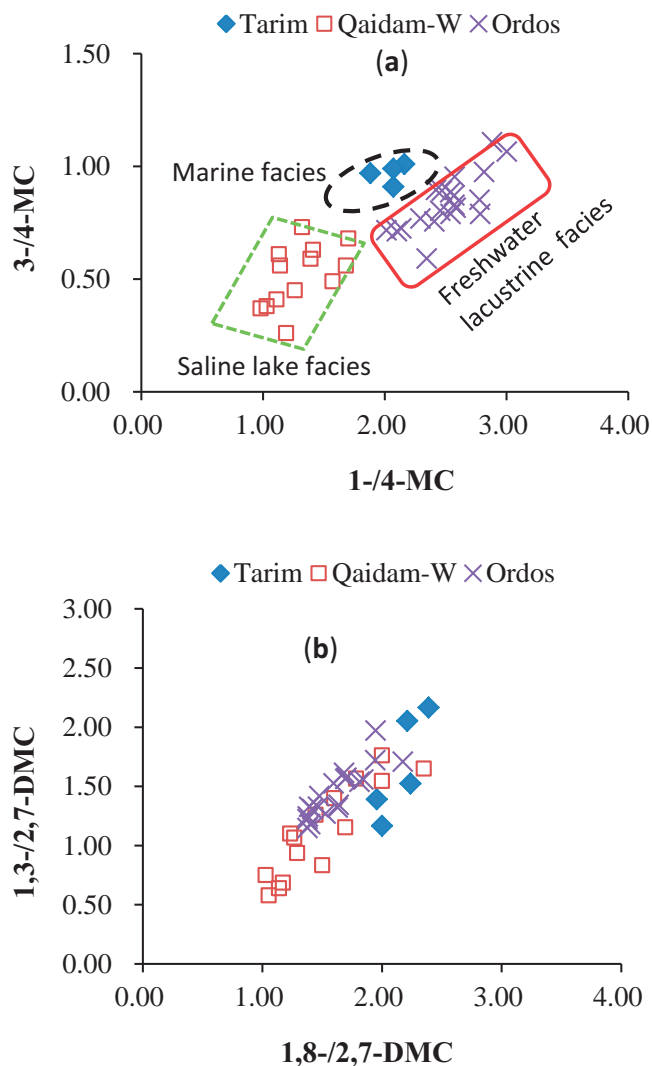 Tarim Qaidam-W Ordos
(a)
1.50
1.00
0.50
0.00
3-/4-MC
Marine facies
Freshwater
lacustrine facies
Saline lake facies
0.00 1.00 2.00 3.00 4.00
1-/4-MC
Tarim Qaidam-W Ordos
(b)
3.00
2.50
2.00
1.50
1.00
0.50
0.00
1,3-/2,7-DMC
0.00 1.00 2.00 3.00 4.00
1,8-/2,7-DMC